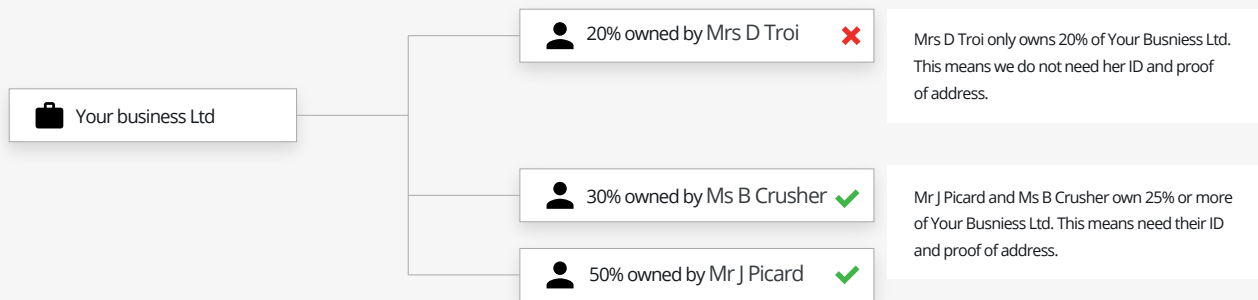 20% owned by Mrs D Troi
Mrs D Troi only owns 20% of Your Busniess Ltd.
This means we do not need her ID and proof
of address.
Your business Ltd
30% owned by Ms B Crusher
Mr J Picard and Ms B Crusher own 25% or more
of Your Busniess Ltd. This means need their ID
and proof of address.
50% owned by Mr J Picard